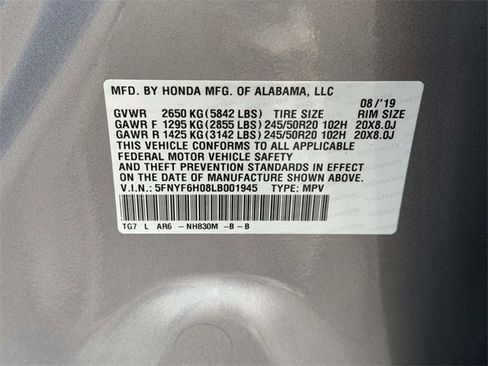 MFD. BY HONDA MFG. OF ALABAMA, LLC 08/'19
GVWR 2650 KG(5842 LBS) TIRE SIZE RIM SIZE
GAWR F 1295 KG(2855 LBS)245/50R20 102H 20X8.0J
GAWR R 1425 KG(3142 LBS)245/50R20 102H 20X8.0J
THIS VEHICLE CONFORMS TO ALL APPLICABLE
FEDERAL MOTOR VEHICLE SAFETY
AND THEFT PREVENTION STANDARDS IN EFFECT
ON THE DATE OF MANUFACTURE SHOWN ABOVE.
V.I.N.: 5FNYF6H08LB001945 TYPE: MPV
TG7 L AR6 -NH830M -B-B